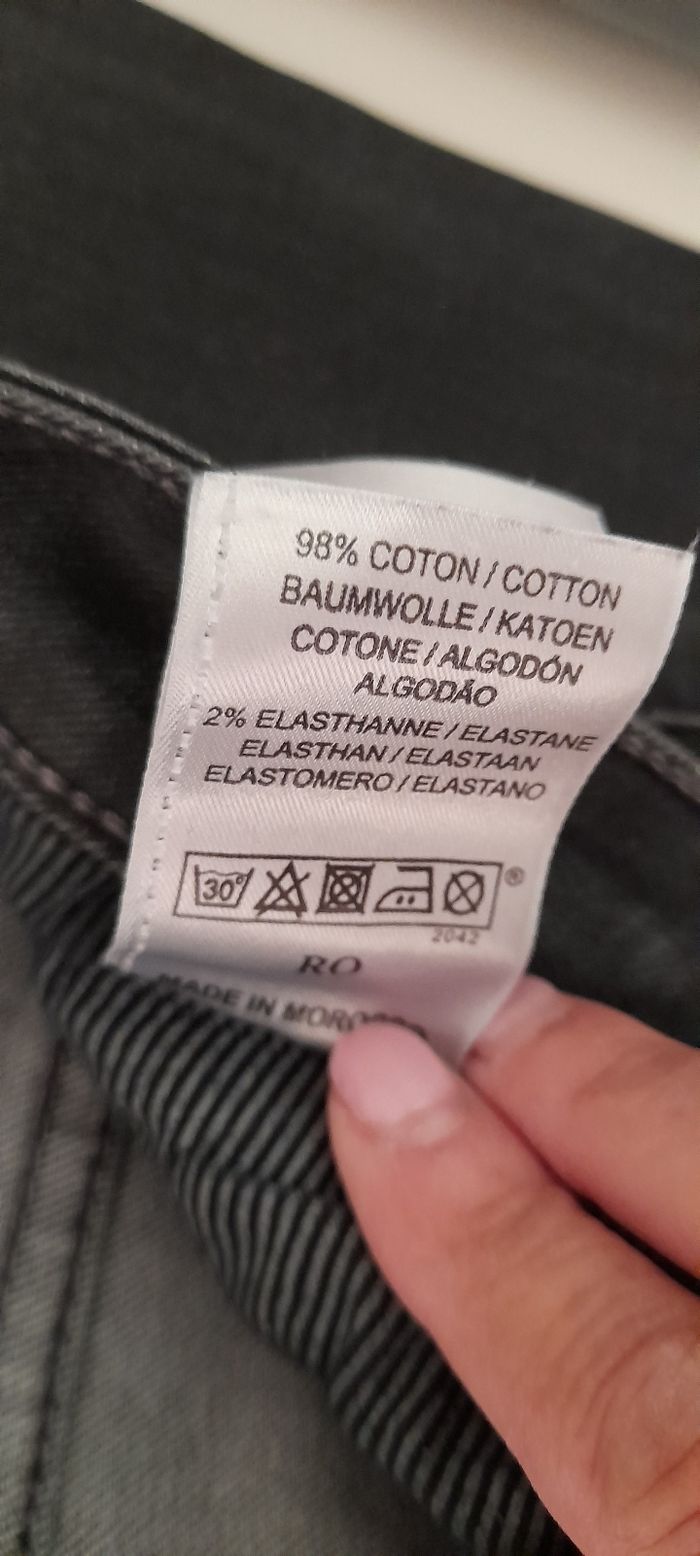 98% COTON / COTTON
BAUMWOLLE / KATOEN
COTONE / ALGODÓN
ALGODÃO
2% ELASTHANNE / ELASTANE
ELASTHAN / ELASTAAN
ELASTOMERO / ELASTANO
30° ®
2042
RO
MADE IN